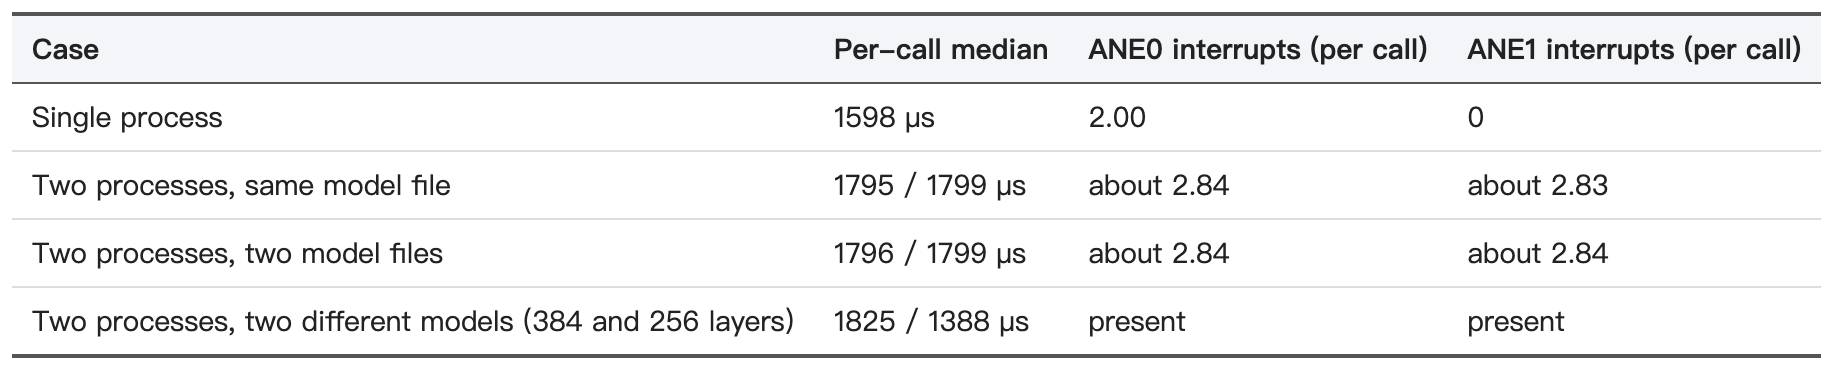 Case Per-call median ANE0 interrupts (per call) ANE1 interrupts (per call)
Single process 1598 µs 2.00 0
Two processes, same model file 1795 / 1799 µs about 2.84 about 2.83
Two processes, two model files 1796 / 1799 µs about 2.84 about 2.84
Two processes, two different models (384 and 256 layers) 1825 / 1388 µs present present